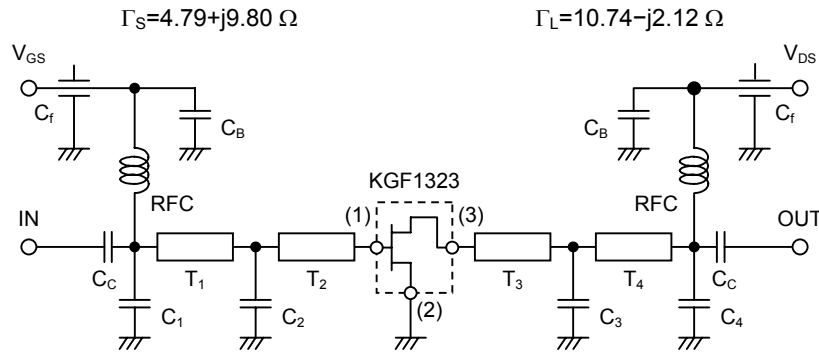 ΓS=4.79+j9.80 Ω
ΓL=10.74−j2.12 Ω
VGS
VDS
Cf
CB
CB
Cf
KGF1323
RFC
RFC
IN
(1)
(3)
OUT
CC
T1
T2
(2)
T3
T4
CC
C1
C2
C3
C4